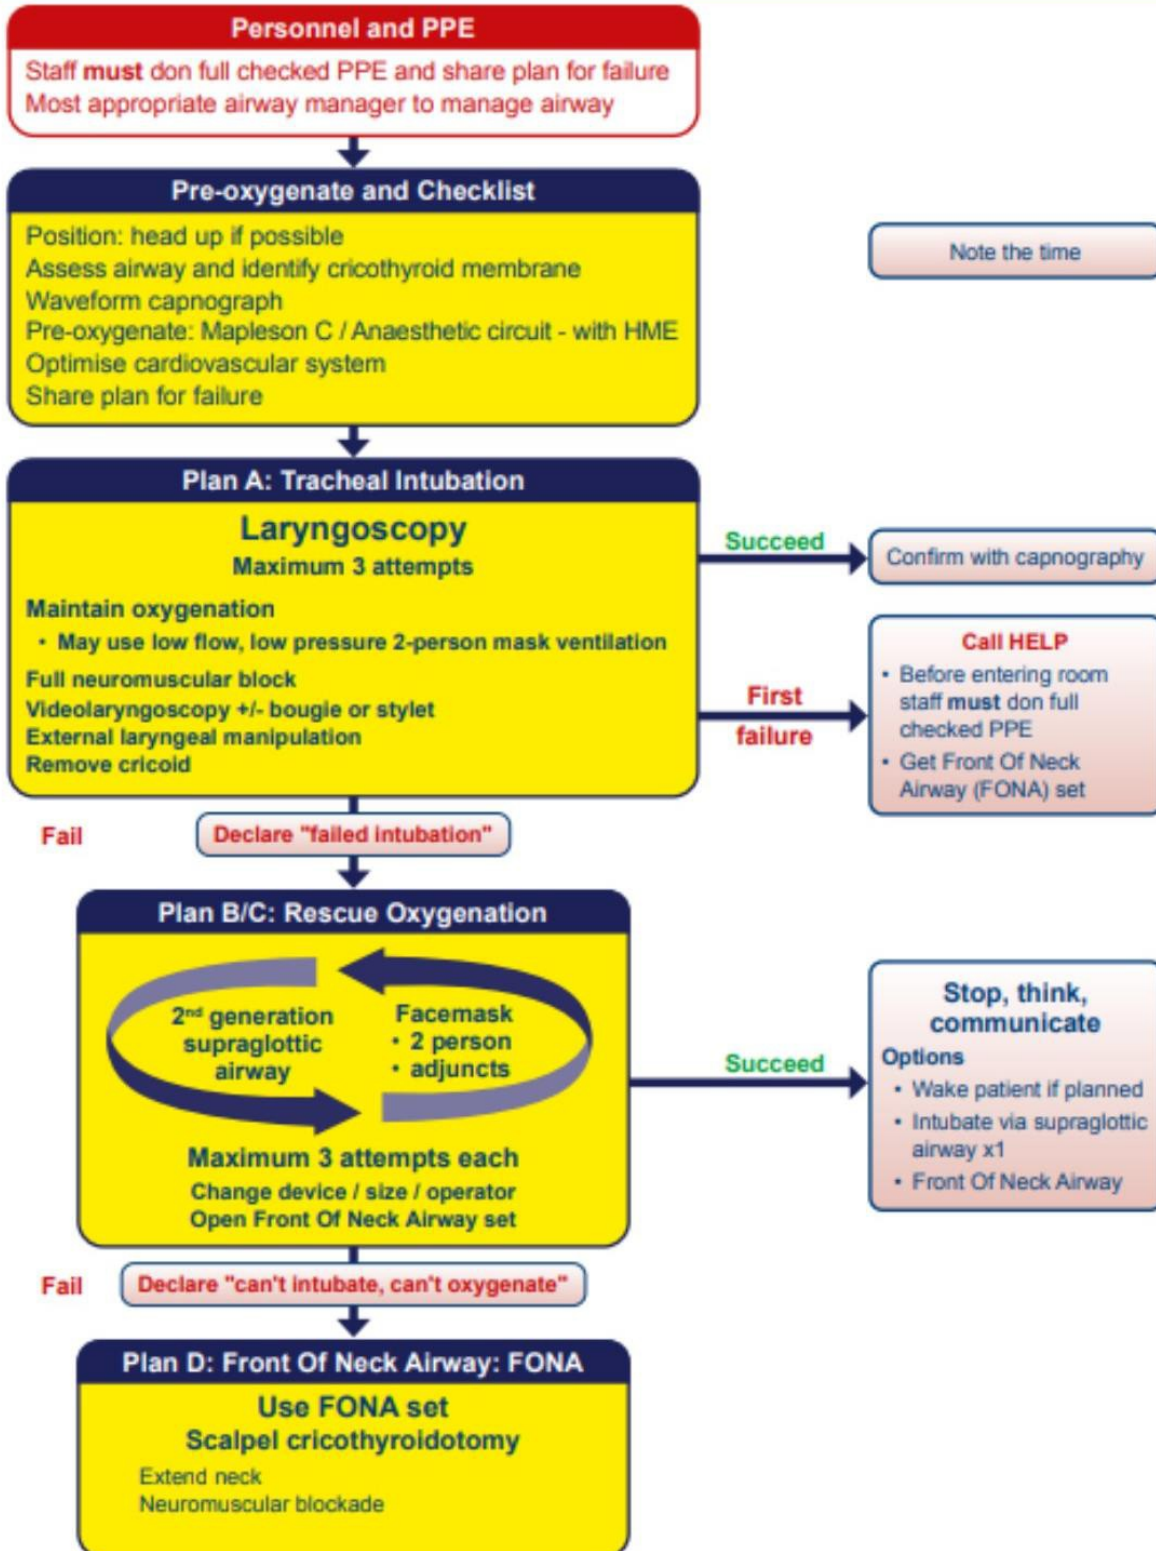 Personnel and PPE
Staff must don full checked PPE and share plan for failure
Most appropriate airway manager to manage airway
Pre-oxygenate and Checklist
Position: head up if possible
Assess airway and identify cricothyroid membrane
Waveform capnograph
Pre-oxygenate: Mapleson C / Anaesthetic circuit - with HME
Optimise cardiovascular system
Share plan for failure
Note the time
Plan A: Tracheal Intubation
Laryngoscopy
Maximum 3 attempts
Maintain oxygenation
• May use low flow, low pressure 2-person mask ventilation
Full neuromuscular block
Videolaryngoscopy +/- bougie or stylet
External laryngeal manipulation
Remove cricoid
Succeed
Confirm with capnography
First
failure
Call HELP
• Before entering room
staff must don full
checked PPE
• Get Front Of Neck
Airway (FONA) set
Fail
Declare "failed intubation"
Plan B/C: Rescue Oxygenation
2nd generation
supraglottic
airway
Facemask
• 2 person
• adjuncts
Maximum 3 attempts each
Change device / size / operator
Open Front Of Neck Airway set
Succeed
Stop, think,
communicate
Options
• Wake patient if planned
• Intubate via supraglottic
airway x1
• Front Of Neck Airway
Fail
Declare "can't intubate, can't oxygenate"
Plan D: Front Of Neck Airway: FONA
Use FONA set
Scalpel cricothyroidotomy
Extend neck
Neuromuscular blockade